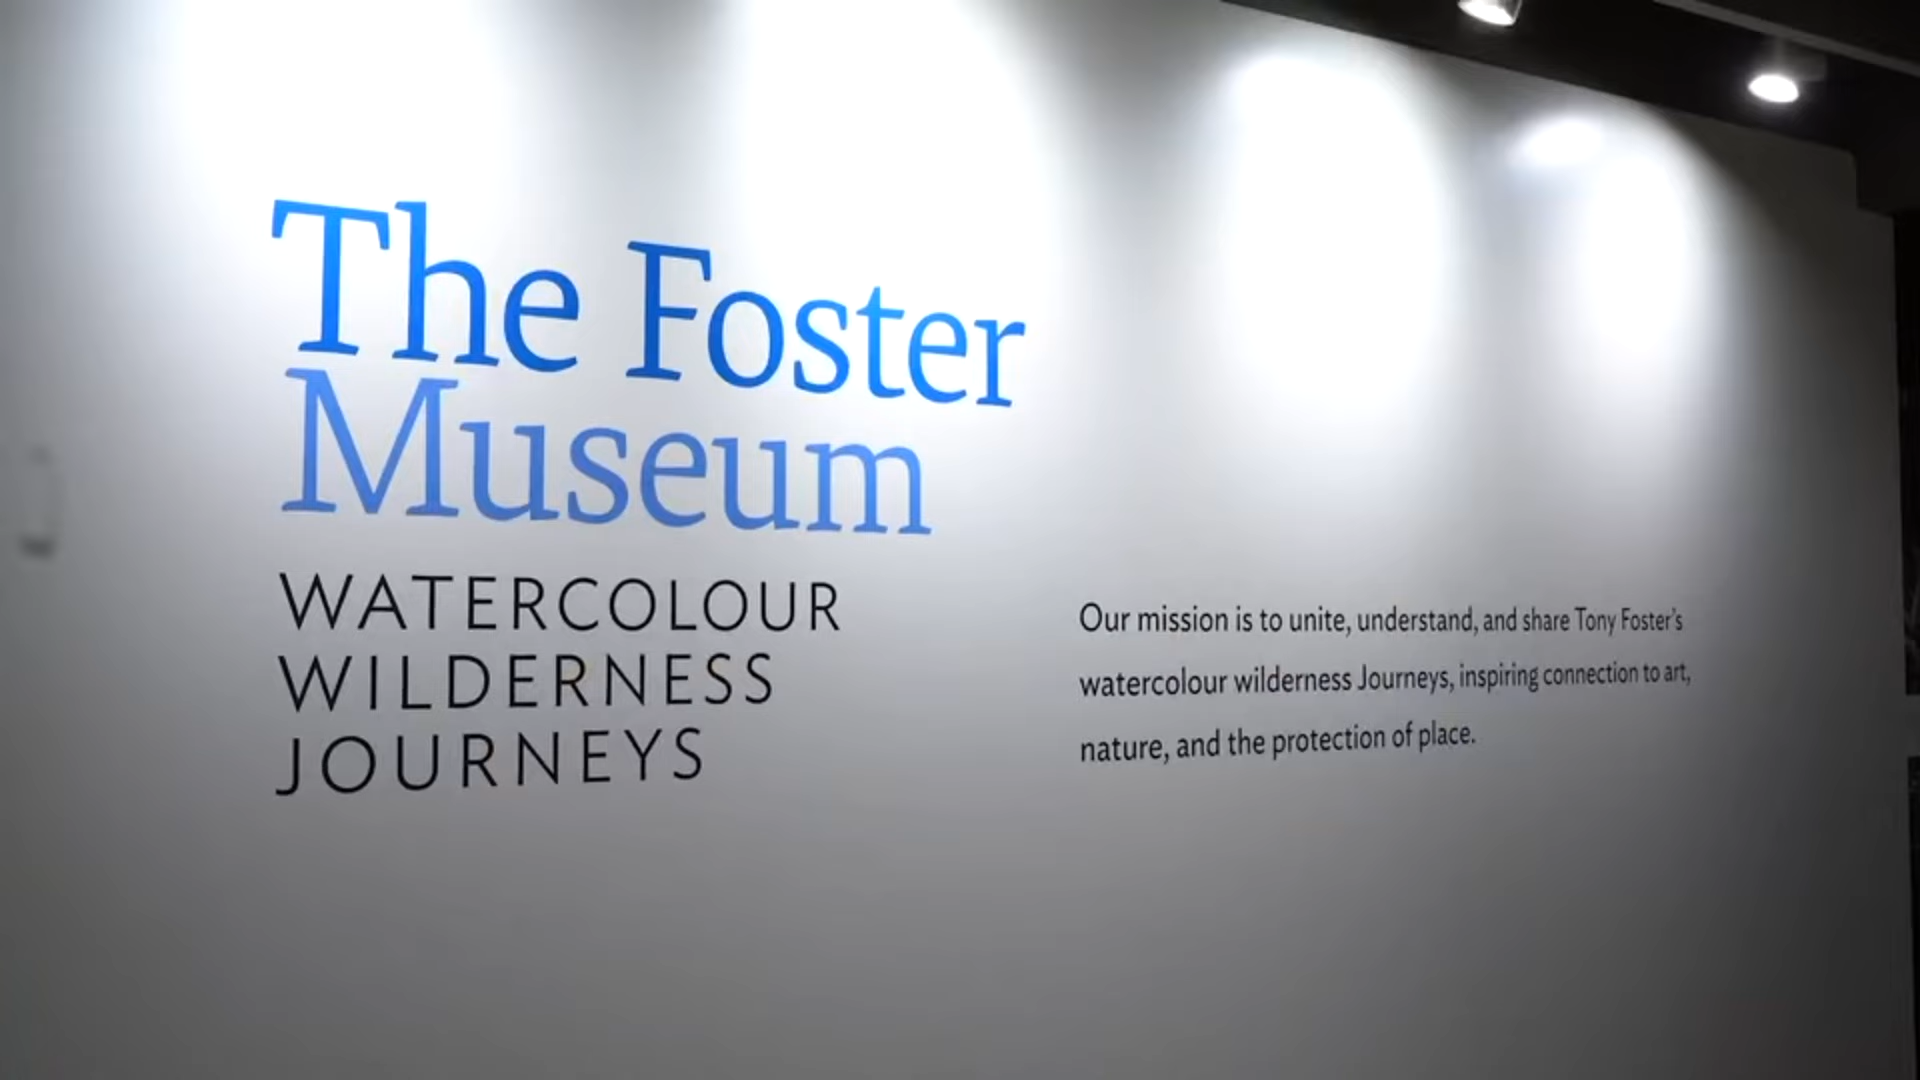 The Foster
Museum
WATERCOLOUR
WILDERNESS
JOURNEYS
Our mission is to unite, understand, and share Tony Foster's
watercolour wilderness Journeys, inspiring connection to art,
nature, and the protection of place.